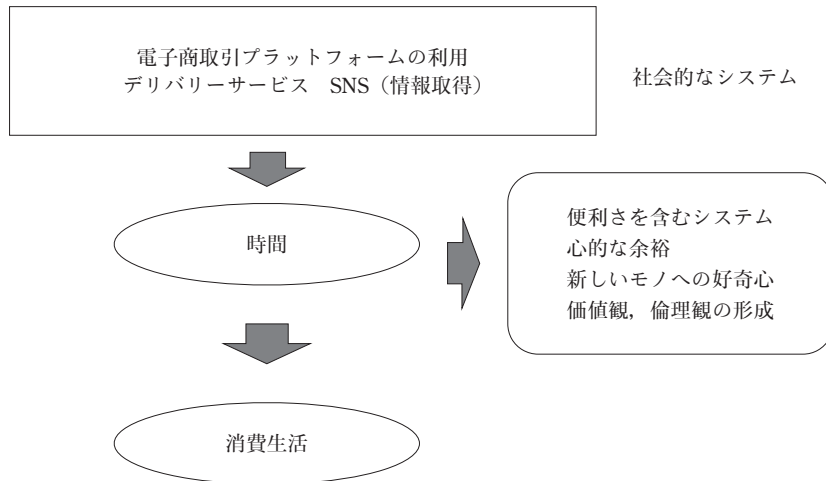 電子商取引プラットフォームの利用
デリバリーサービス　SNS（情報取得）
社会的なシステム
時間
便利さを含むシステム
心的な余裕
新しいモノへの好奇心
価値観，倫理観の形成
消費生活